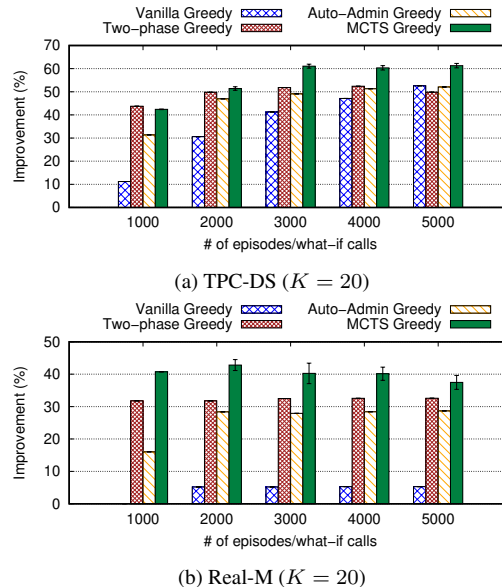 Vanilla Greedy Auto-Admin Greedy
Two-phase Greedy MCTS Greedy
70
60
50
40
30
20
10
0
Improvement (%)
1000 2000 3000 4000 5000
# of episodes/what-if calls
(a) TPC-DS (K = 20)
Vanilla Greedy Auto-Admin Greedy
Two-phase Greedy MCTS Greedy
50
40
30
20
10
0
Improvement (%)
1000 2000 3000 4000 5000
# of episodes/what-if calls
(b) Real-M (K = 20)